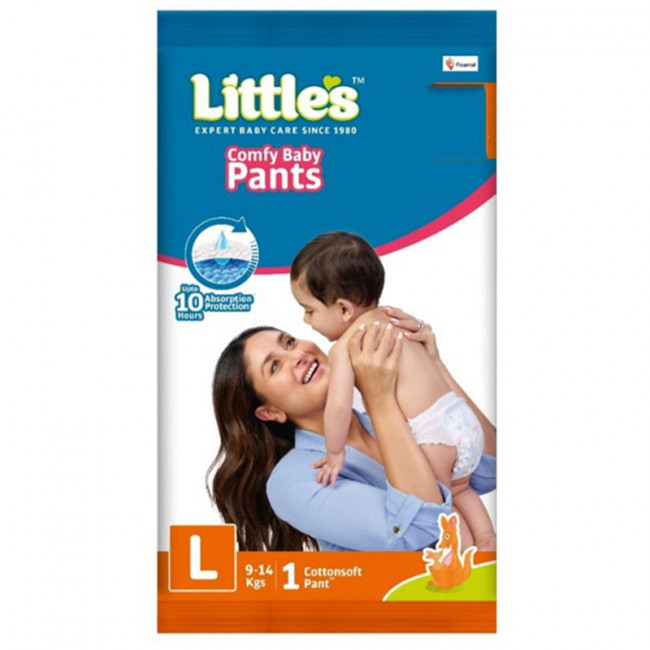 Piramal
Little's™
EXPERT BABY CARE SINCE 1980
Comfy Baby
Pants
Upto
10 Absorption
Hours Protection
L
9-14
Kgs
1 Cottonsoft
Pant™